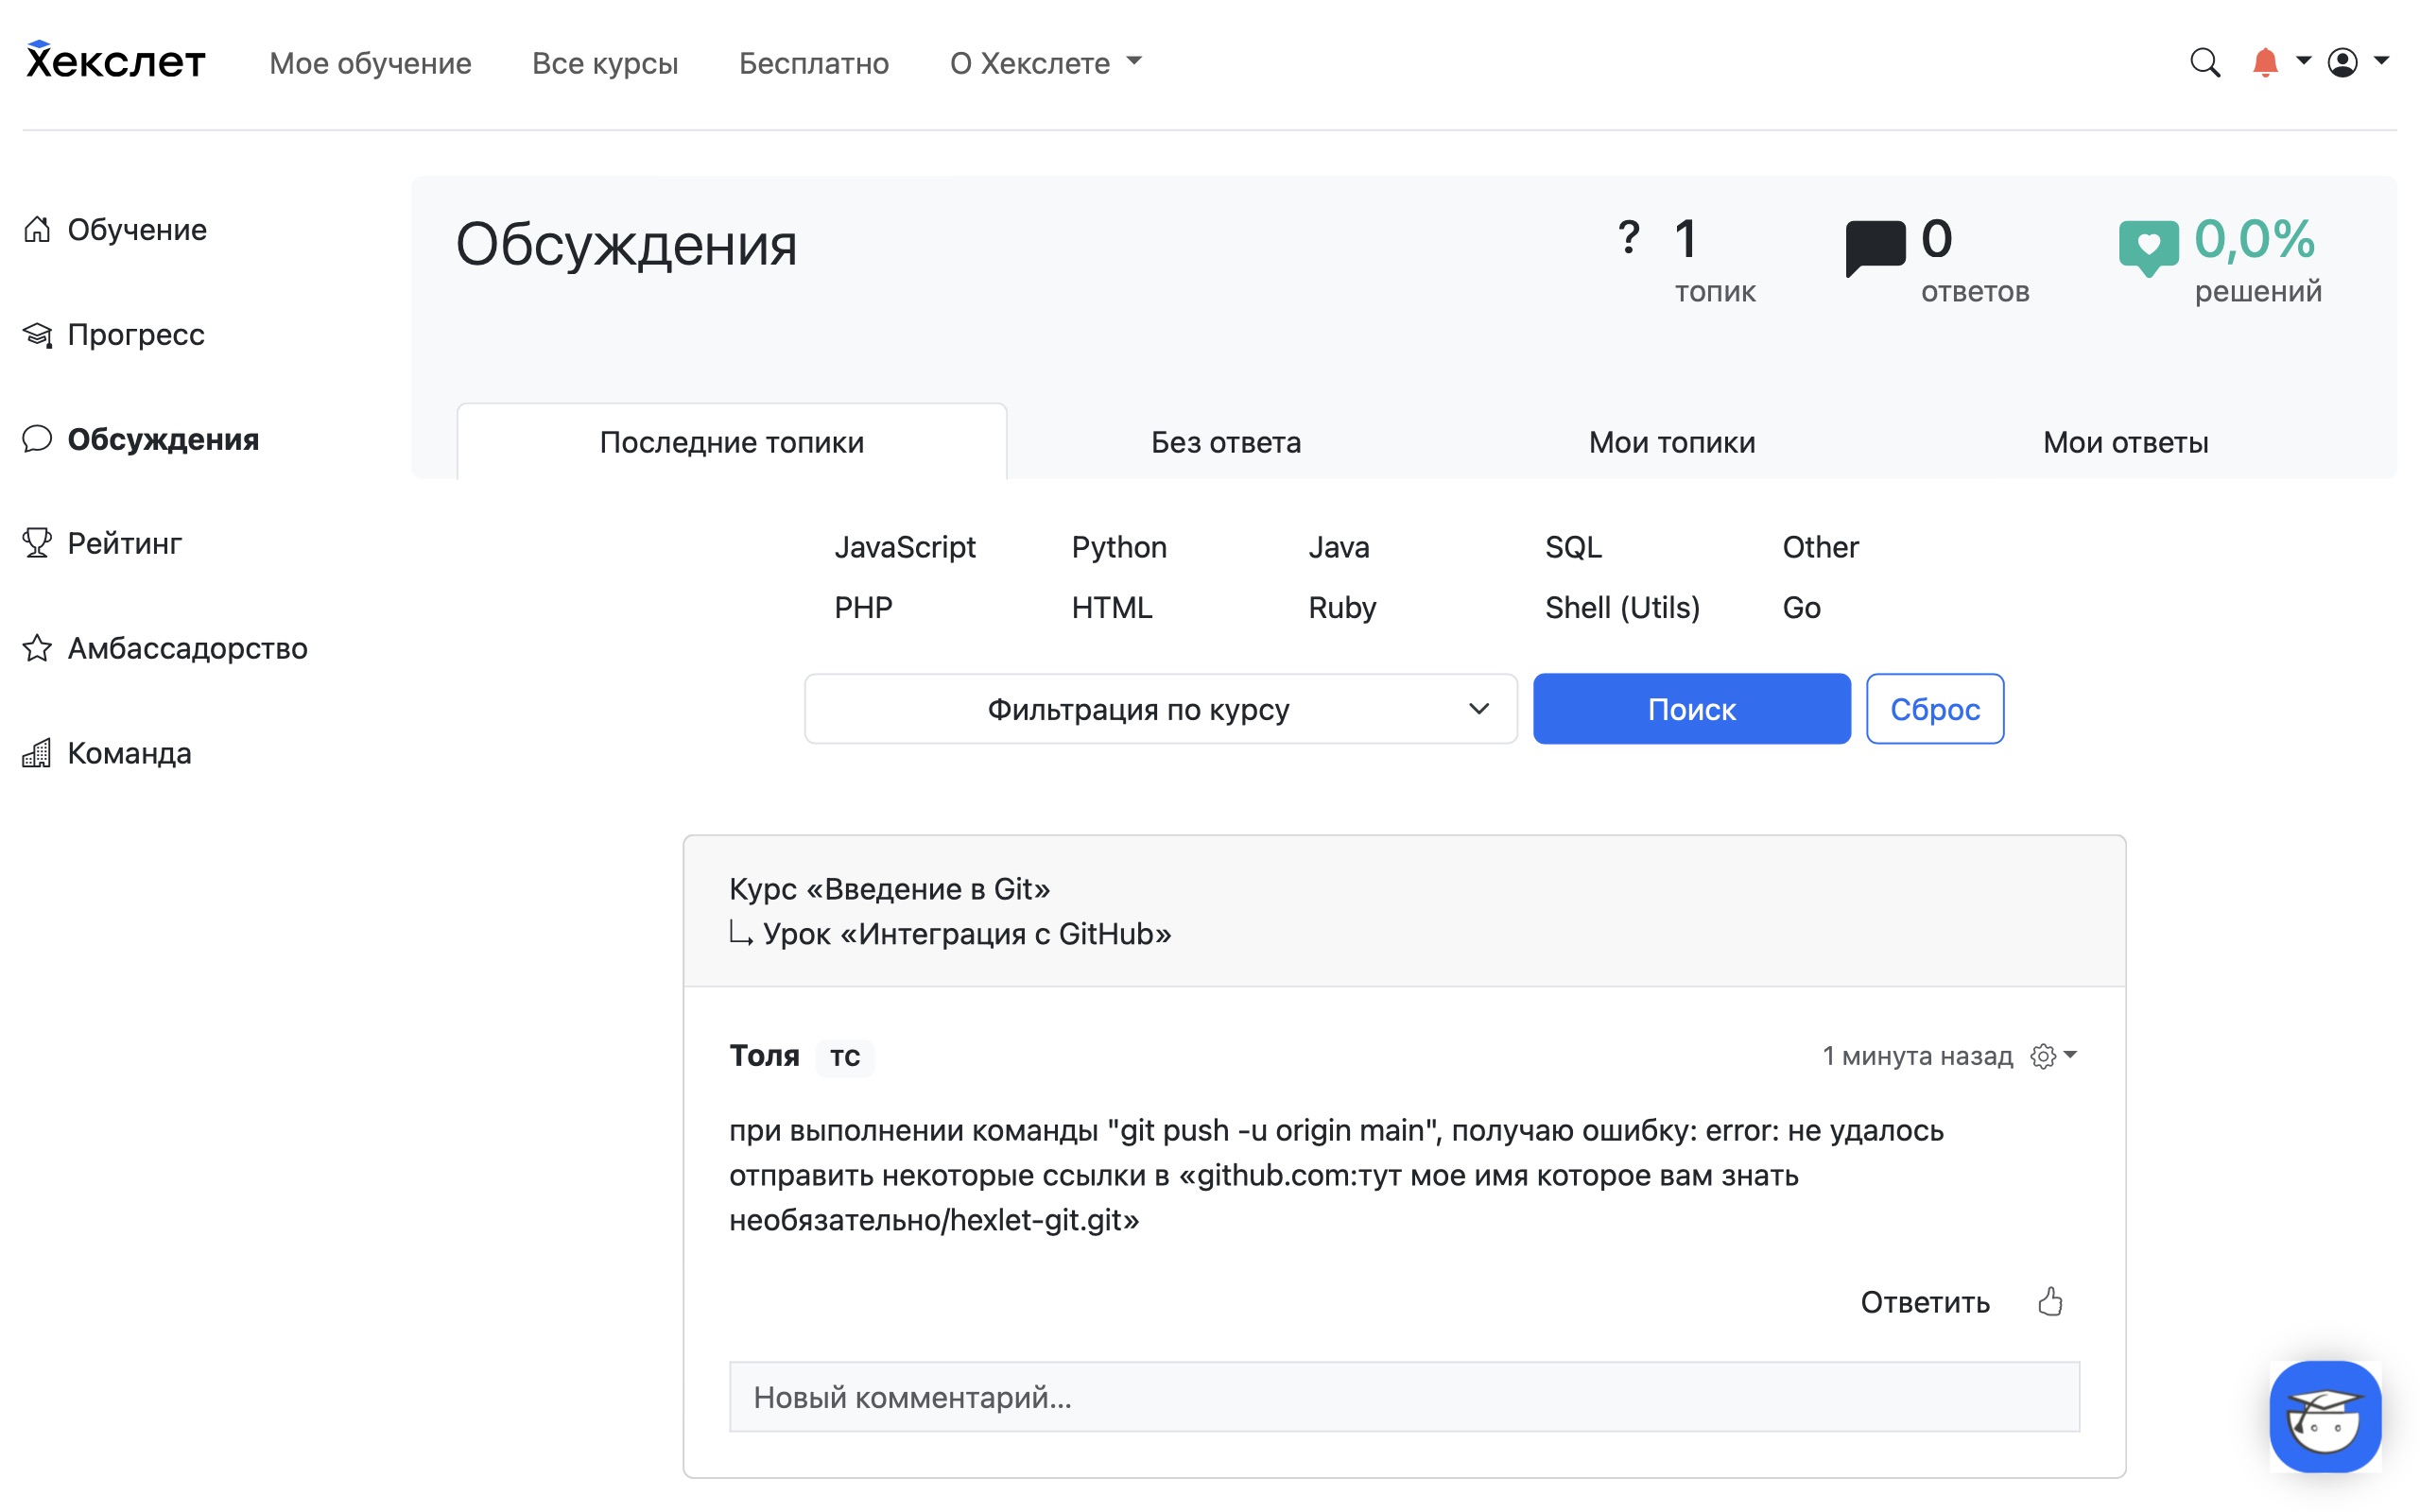 Хекслет
Мое обучение
Все курсы
Бесплатно
О Хекслете
Обучение
Прогресс
Обсуждения
Рейтинг
Амбассадорство
Команда
Обсуждения
? 1
топик
0
ответов
0,0%
решений
Последние топики
Без ответа
Мои топики
Мои ответы
JavaScript
Python
Java
SQL
Other
PHP
HTML
Ruby
Shell (Utils)
Go
Фильтрация по курсу
Поиск
Сброс
Курс «Введение в Git»
Урок «Интеграция с GitHub»
Толя ТС
1 минута назад
при выполнении команды "git push -u origin main", получаю ошибку: error: не удалось
отправить некоторые ссылки в «github.com:тут мое имя которое вам знать
необязательно/hexlet-git.git»
Ответить
Новый комментарий...